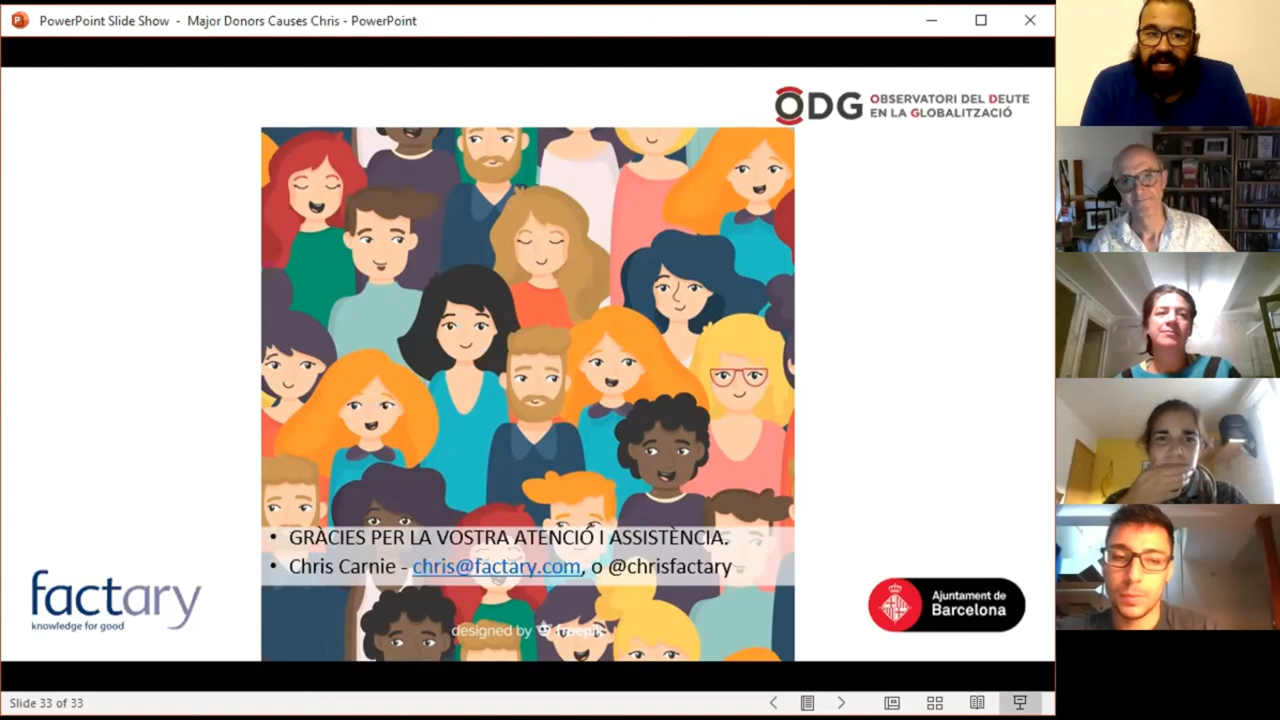 PowerPoint Slide Show - Major Donors Causes Chris - PowerPoint
ODG OBSERVATORI DEL DEUTE
EN LA GLOBALITZACIÓ
• GRÀCIES PER LA VOSTRA ATENCIÓ I ASSISTÈNCIA.
• Chris Carnie - chris@factary.com, o @chrisfactary
factary
knowledge for good
designed by freepik
Ajuntament de
Barcelona
Slide 33 of 33